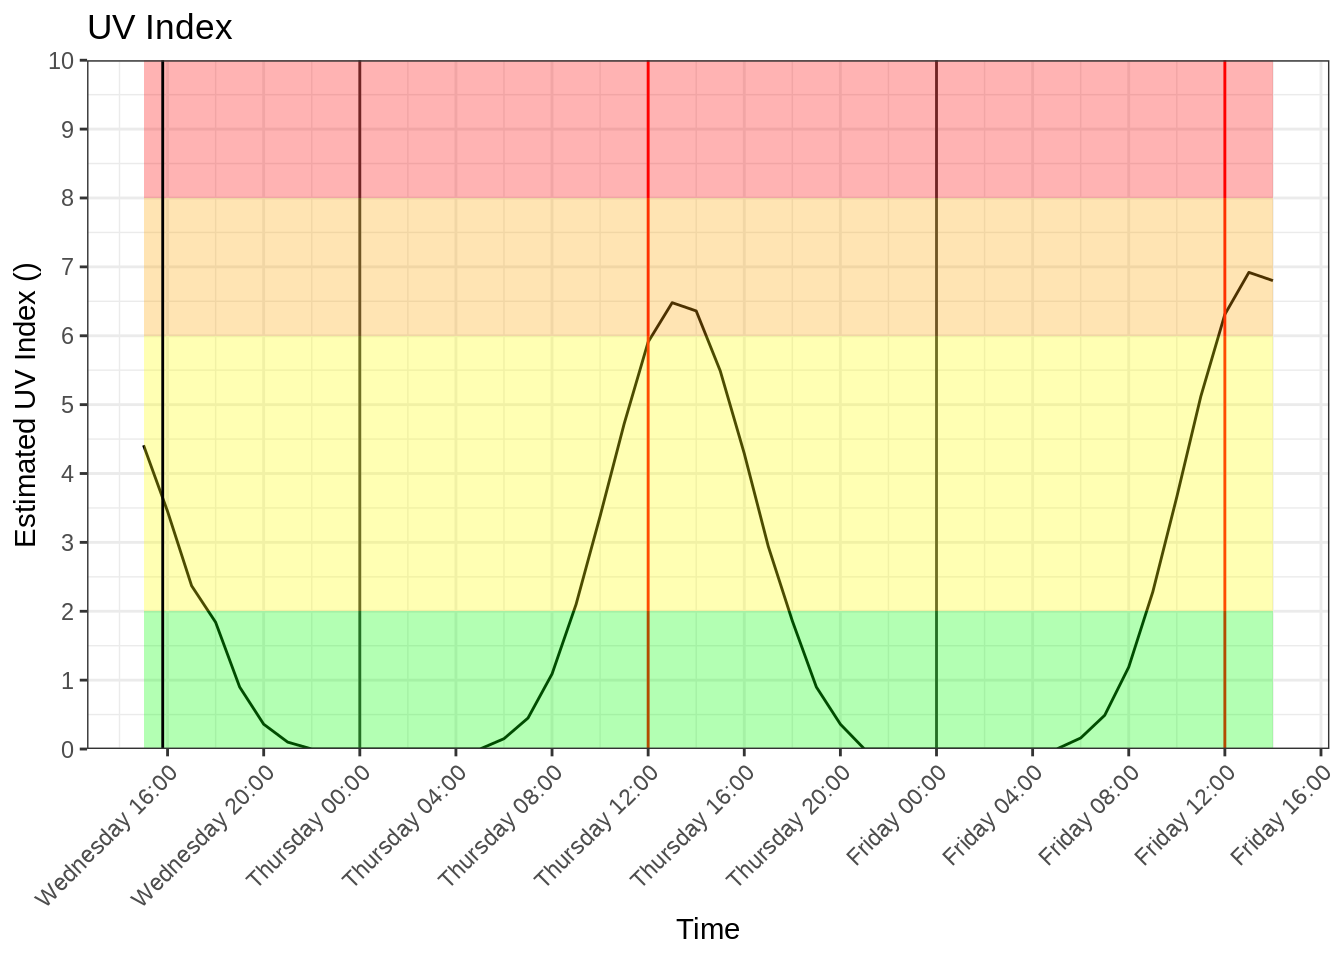 UV Index
Estimated UV Index ()
10
9
8
7
6
5
4
3
2
1
0
Wednesday 16:00
Wednesday 20:00
Thursday 00:00
Thursday 04:00
Thursday 08:00
Thursday 12:00
Thursday 16:00
Thursday 20:00
Friday 00:00
Friday 04:00
Friday 08:00
Friday 12:00
Friday 16:00
Time